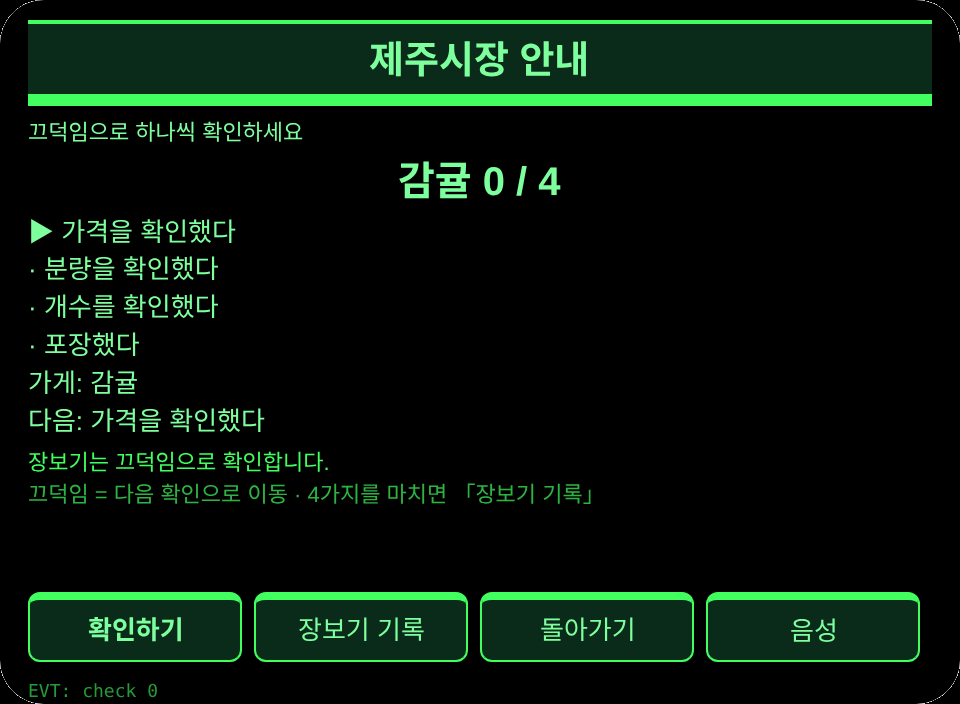 제주시장 안내
끄덕임으로 하나씩 확인하세요
감귤 0 / 4
▶ 가격을 확인했다
· 분량을 확인했다
· 개수를 확인했다
· 포장했다
가게: 감귤
다음: 가격을 확인했다
장보기는 끄덕임으로 확인합니다.
끄덕임 = 다음 확인으로 이동 · 4가지를 마치면 「장보기 기록」
확인하기
장보기 기록
돌아가기
음성
EVT: check 0